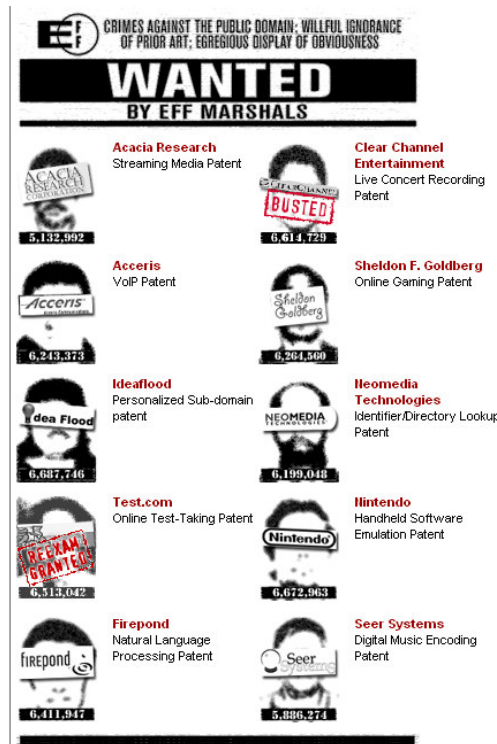 EFF
CRIMES AGAINST THE PUBLIC DOMAIN; WILLFUL IGNORANCE
OF PRIOR ART; EGREGIOUS DISPLAY OF OBVIOUSNESS
WANTED
BY EFF MARSHALS
ACACIA
RESEARCH
CORPORATION
5,132,992
Acacia Research
Streaming Media Patent
CLEARCHANNEL
BUSTED
6,614,729
Clear Channel
Entertainment
Live Concert Recording
Patent
Acceris
6,243,373
Acceris
VoIP Patent
Sheldon
Goldberg
6,264,560
Sheldon F. Goldberg
Online Gaming Patent
Idea Flood
6,687,746
Ideaflood
Personalized Sub-domain
patent
NEOMEDIA
TECHNOLOGIES
6,199,048
Neomedia
Technologies
Identifier/Directory Lookup
Patent
REEXAM
GRANTED!
6,513,042
Test.com
Online Test-Taking Patent
Nintendo
6,672,963
Nintendo
Handheld Software
Emulation Patent
firepond
6,411,947
Firepond
Natural Language
Processing Patent
Seer
Systems
5,886,274
Seer Systems
Digital Music Encoding
Patent